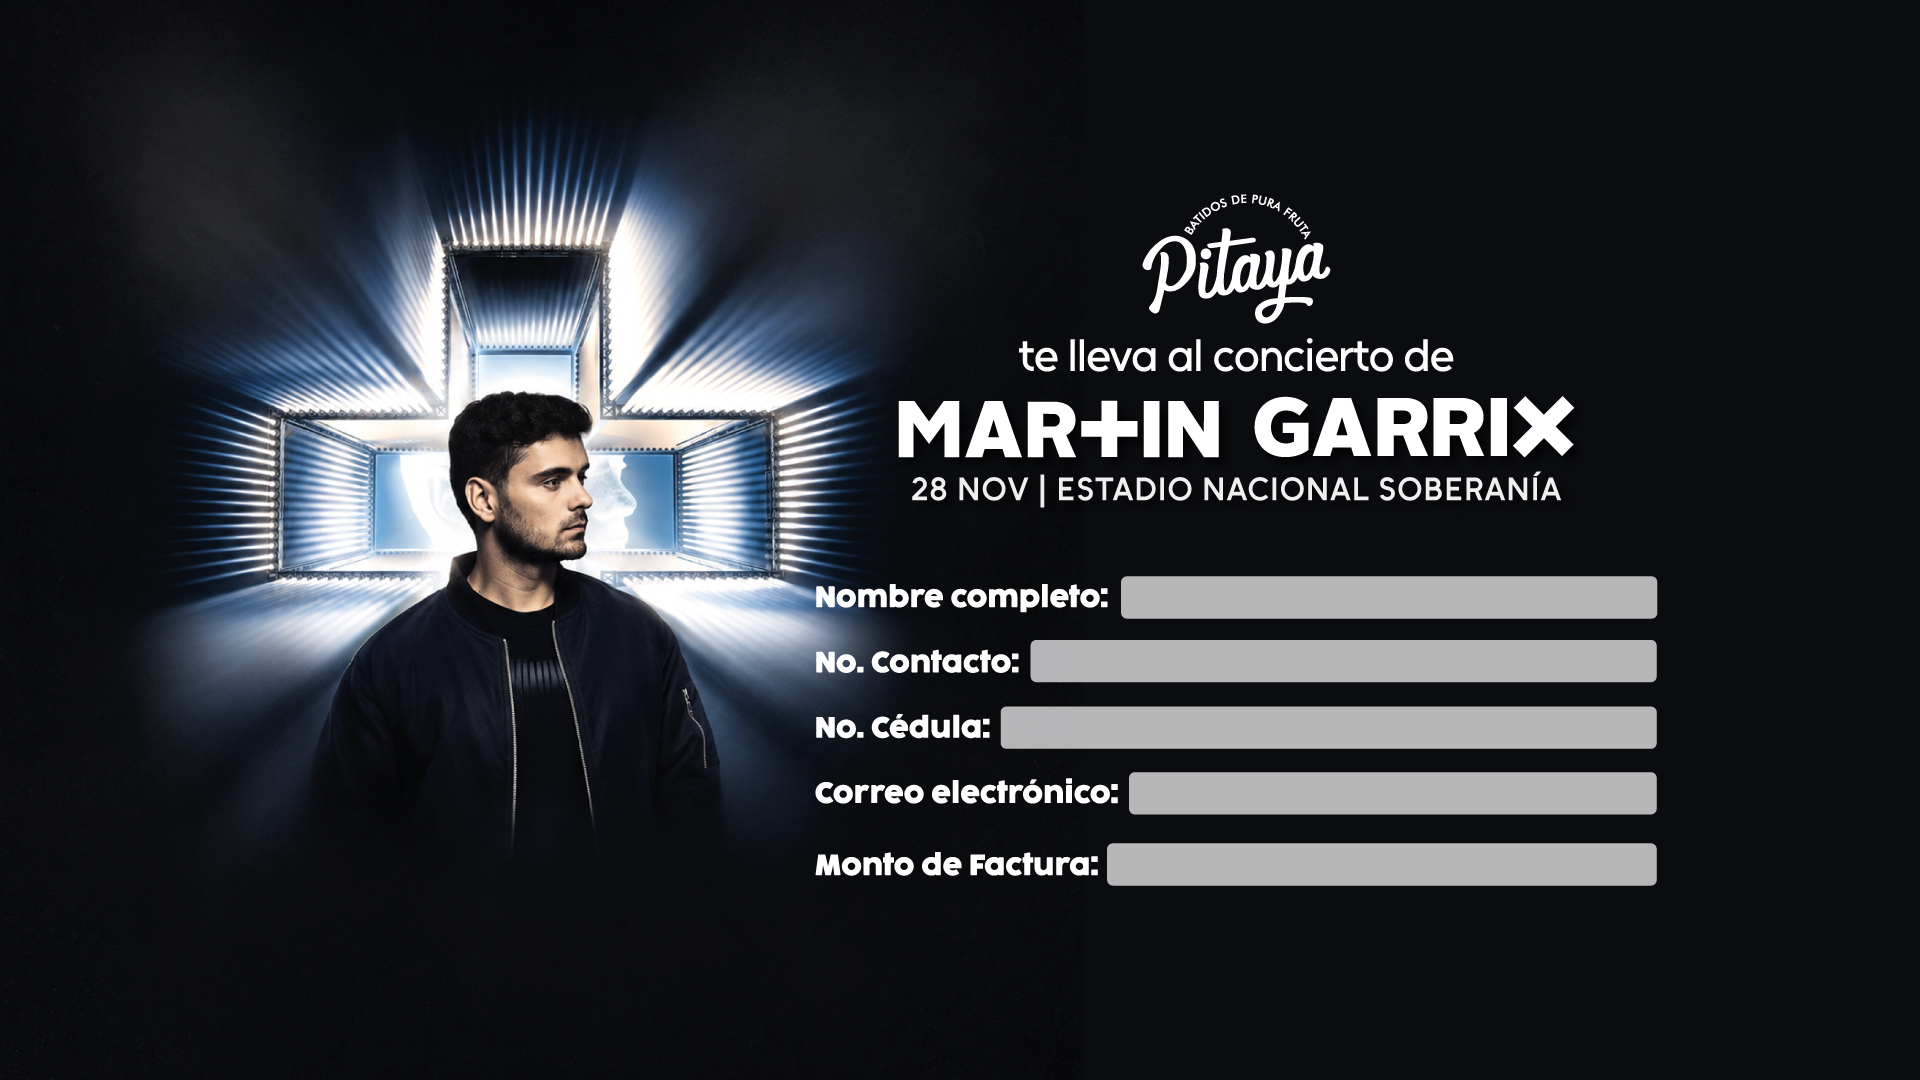 BATIDOS DE PURA FRUTA
Pitaya
te lleva al concierto de
MARTIN GARRIX
28 NOV | ESTADIO NACIONAL SOBERANÍA
Nombre completo:
No. Contacto:
No. Cédula:
Correo electrónico:
Monto de Factura: